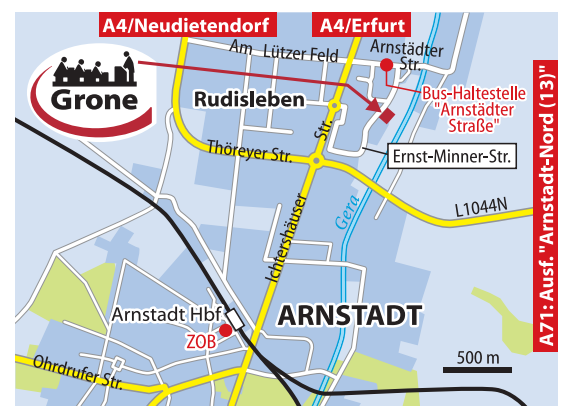 A4/Neudietendorf
A4/Erfurt
Am Lützer Feld
Arnstädter
Str.
Grone
Rudisleben
Bus-Haltestelle
"Arnstädter
Straße"
Str.
Thöreyer Str.
Ernst-Minner-Str.
L1044N
Gera
Ichtershäuser
A71: Ausf. "Arnstadt-Nord (13)"
Arnstadt Hbf
ARNSTADT
ZOB
500 m
Ohrdrufer Str.